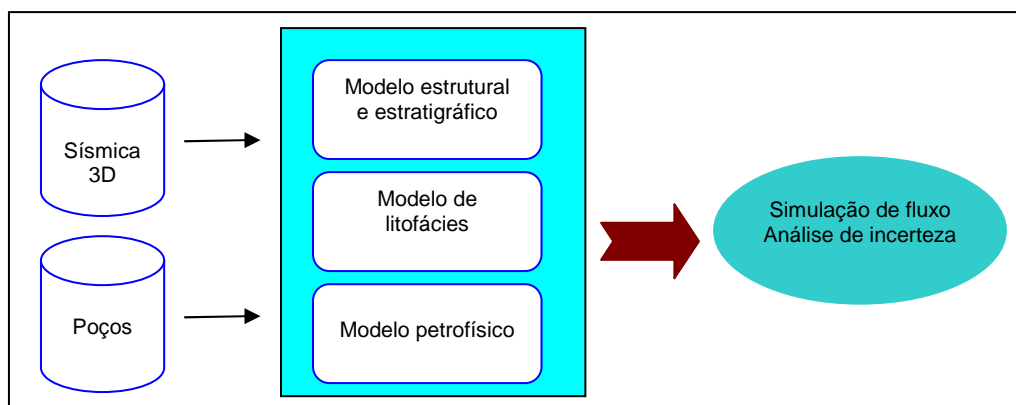 Sísmica
3D
Poços
Modelo estrutural
e estratigráfico
Modelo de
litofácies
Modelo petrofísico
Simulação de fluxo
Análise de incerteza